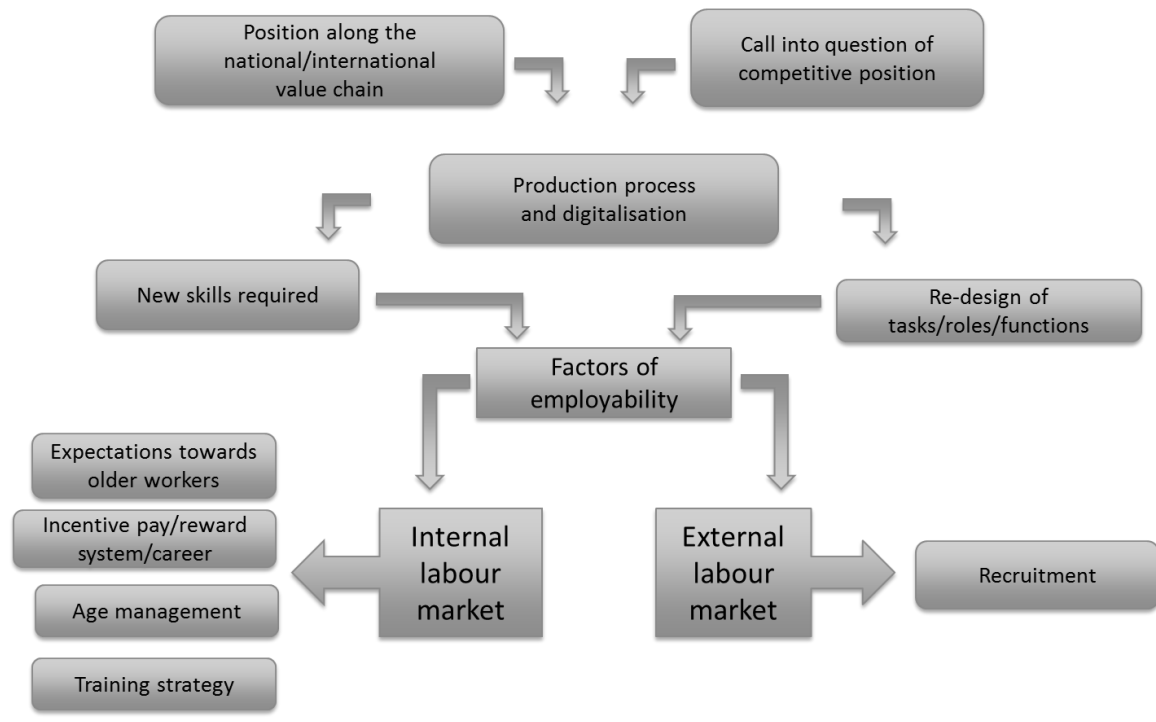 Position along the
national/international
value chain
Call into question of
competitive position
Production process
and digitalisation
New skills required
Re-design of
tasks/roles/functions
Factors of
employability
Expectations towards
older workers
Incentive pay/reward
system/career
Age management
Training strategy
Internal
labour
market
External
labour
market
Recruitment